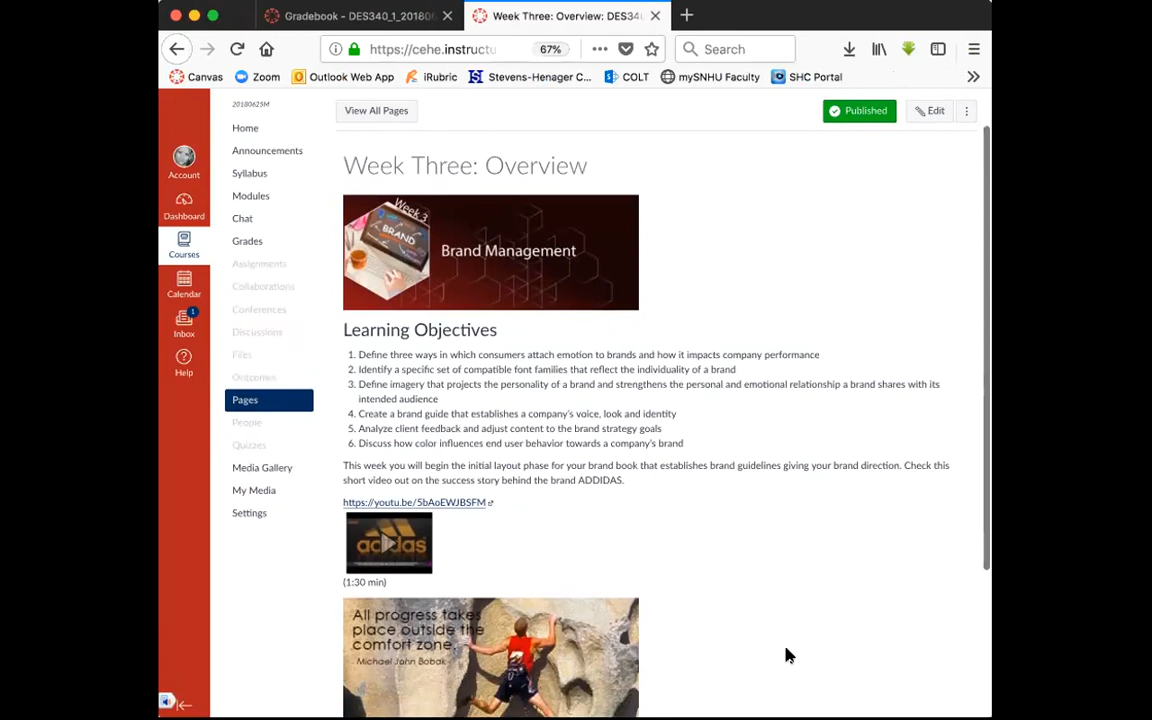 Gradebook - DES340_1_20180
Week Three: Overview: DES34
https://cehe.instructu
67%
Search
Canvas
Zoom
Outlook Web App
iRubric
Stevens-Henager C...
COLT
mySNHU Faculty
SHC Portal
20180625M
Home
Announcements
Syllabus
Modules
Chat
Grades
Assignments
Collaborations
Conferences
Discussions
Files
Outcomes
Pages
People
Quizzes
Media Gallery
My Media
Settings
Account
Dashboard
Courses
Calendar
1
Inbox
Help
View All Pages
Published
Edit
Week Three: Overview
Week 3
BRAND
Brand Management
Learning Objectives
1. Define three ways in which consumers attach emotion to brands and how it impacts company performance
2. Identify a specific set of compatible font families that reflect the individuality of a brand
3. Define imagery that projects the personality of a brand and strengthens the personal and emotional relationship a brand shares with its
intended audience
4. Create a brand guide that establishes a company's voice, look and identity
5. Analyze client feedback and adjust content to the brand strategy goals
6. Discuss how color influences end user behavior towards a company's brand
This week you will begin the initial layout phase for your brand book that establishes brand guidelines giving your brand direction. Check this
short video out on the success story behind the brand ADDIDAS.
https://youtu.be/5bAoEWJBSFM
adidas
(1:30 min)
All progress takes
place outside the
comfort zone.
- Michael John Bobak